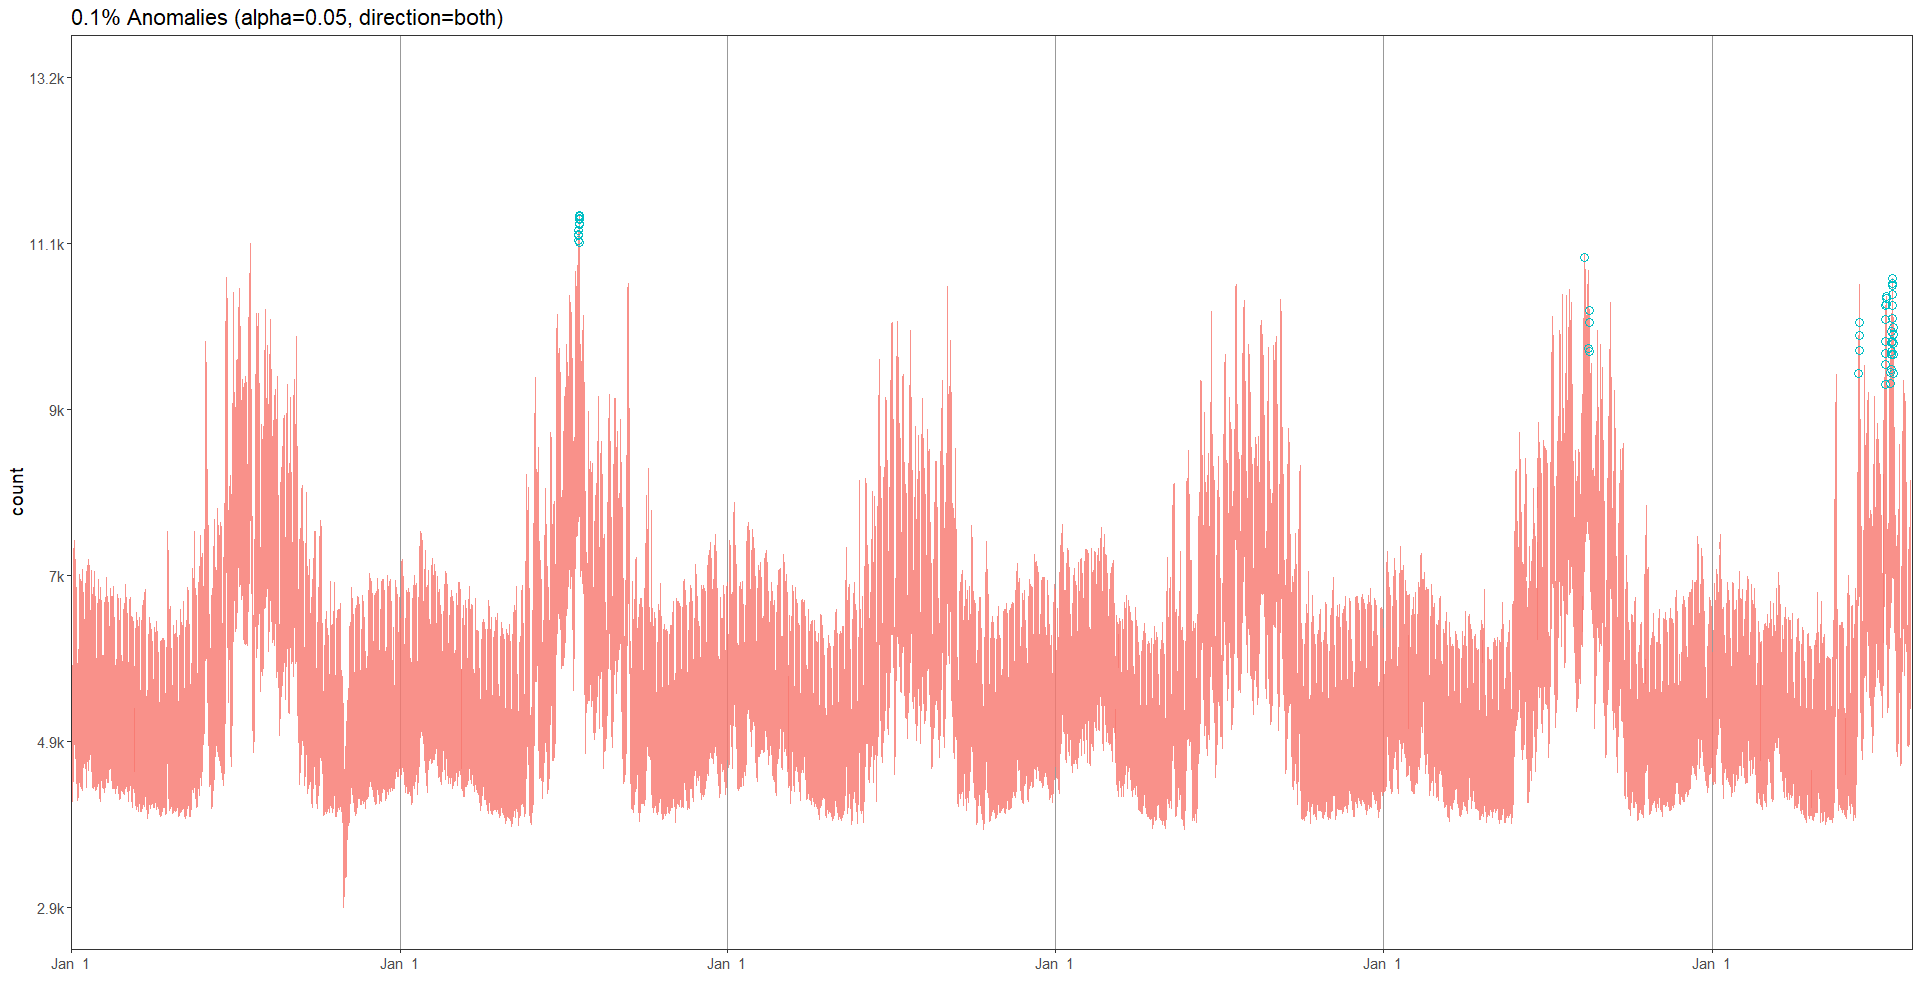 0.1% Anomalies (alpha=0.05, direction=both)
13.2k
11.1k
9k
7k
4.9k
2.9k
count
Jan 1 Jan 1 Jan 1 Jan 1 Jan 1 Jan 1